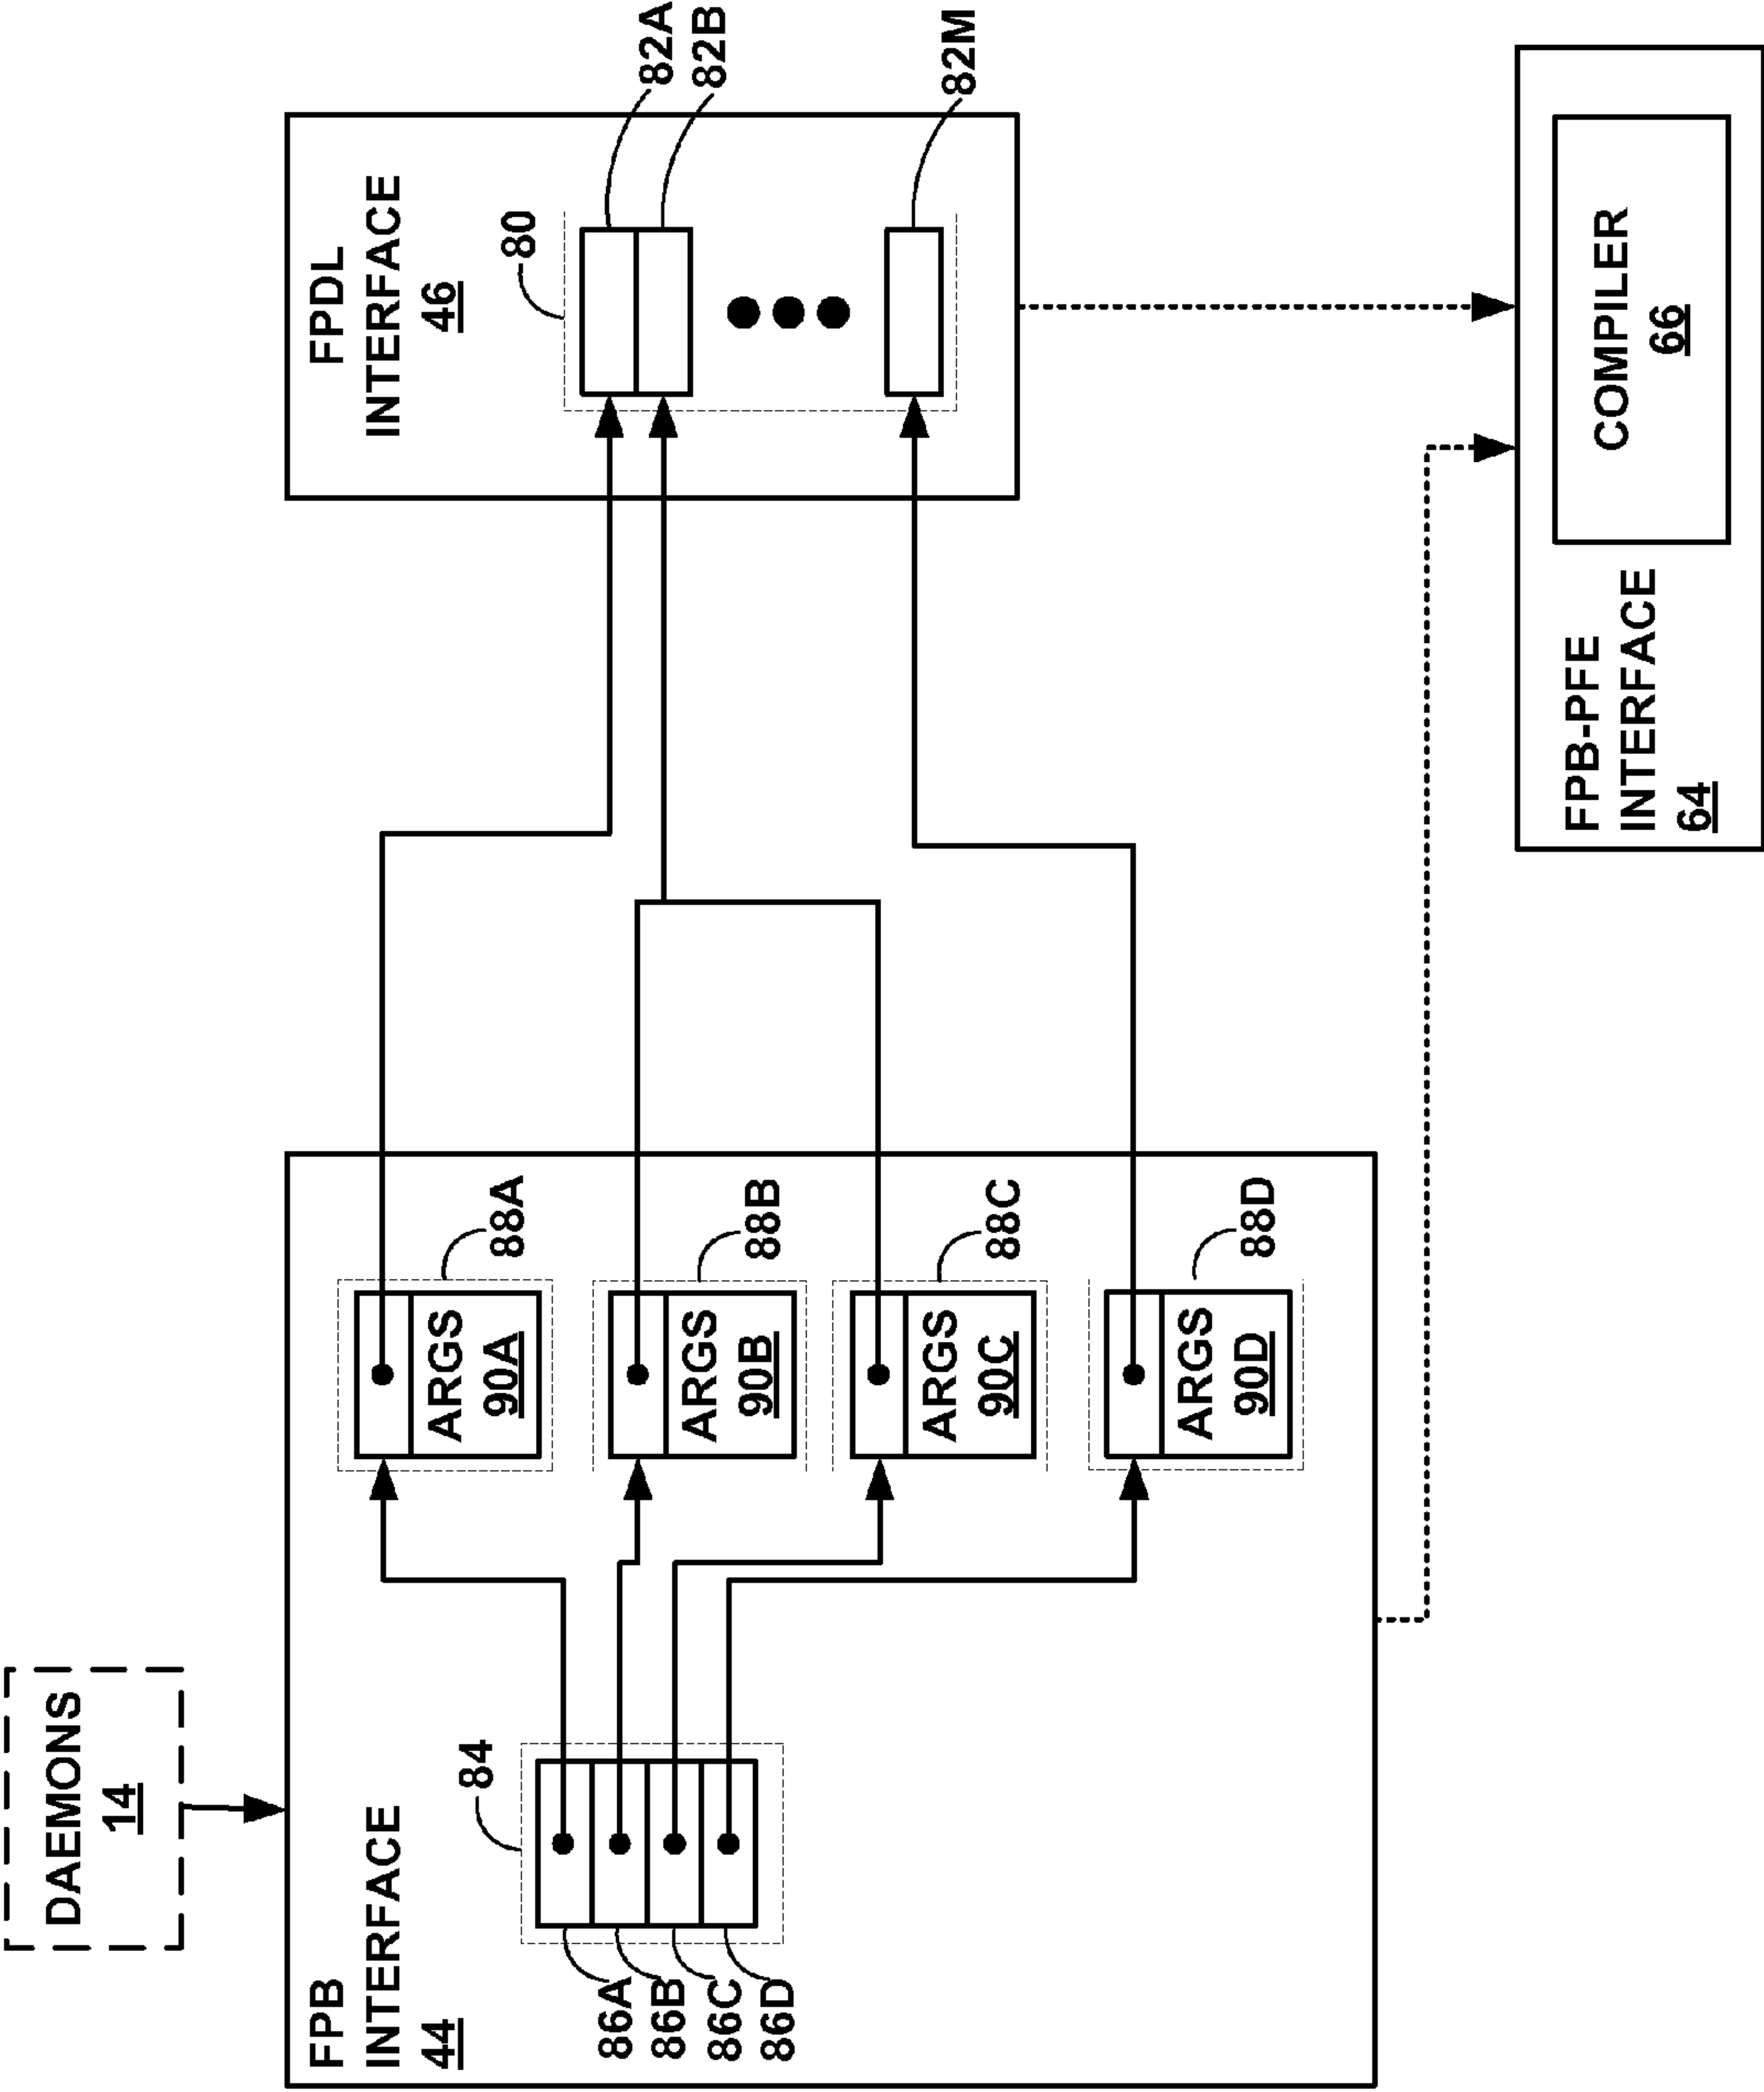 DAEMONS
14
FPB
INTERFACE
44
84
86A
86B
86C
86D
ARGS
90A
88A
ARGS
90B
88B
ARGS
90C
88C
ARGS
90D
88D
FPDL
INTERFACE
46
80
82A
82B
82M
FPB-PFE
INTERFACE
64
COMPILER
66